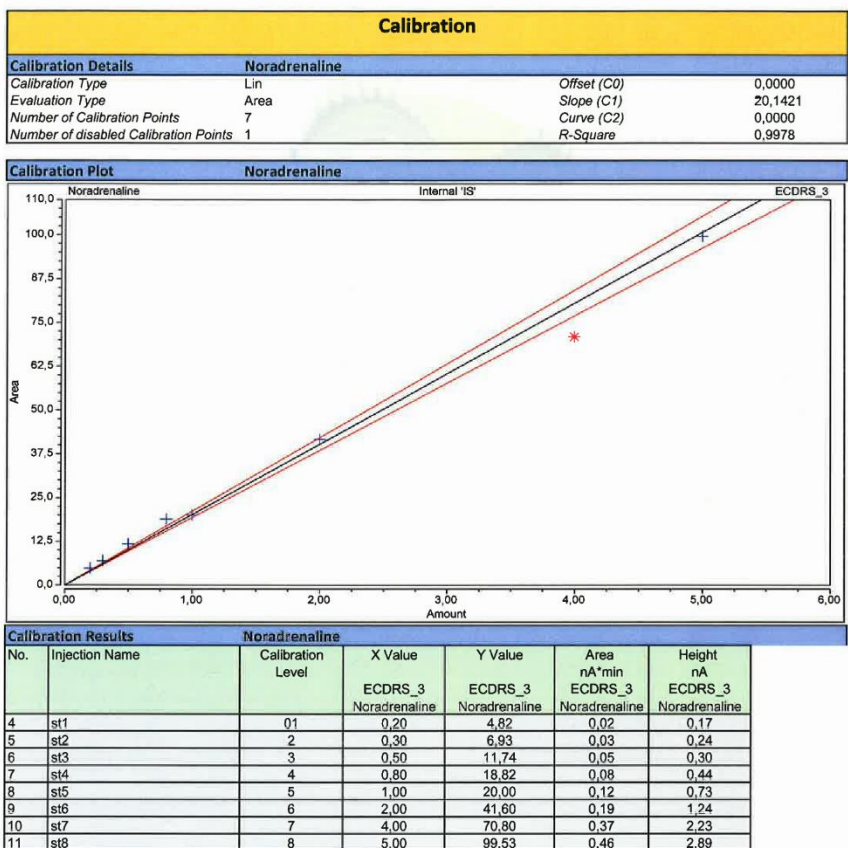 Calibration
Calibration Details Noradrenaline
Calibration Type Lin Offset (C0) 0,0000
Evaluation Type Area Slope (C1) 20,1421
Number of Calibration Points 7 Curve (C2) 0,0000
Number of disabled Calibration Points 1 R-Square 0,9978
Calibration Plot Noradrenaline
Noradrenaline Internal 'IS' ECDRS_3
110,0
100,0
87,5
75,0
62,5
50,0
37,5
25,0
12,5
0,0
Area
0,00 1,00 2,00 3,00 4,00 5,00 6,00
Amount
Calibration Results Noradrenaline
No. Injection Name Calibration X Value Y Value Area Height
Level nA*min nA
ECDRS_3 ECDRS_3 ECDRS_3 ECDRS_3
Noradrenaline Noradrenaline Noradrenaline Noradrenaline
4 st1 01 0,20 4,82 0,02 0,17
5 st2 2 0,30 6,93 0,03 0,24
6 st3 3 0,50 11,74 0,05 0,30
7 st4 4 0,80 18,82 0,08 0,44
8 st5 5 1,00 20,00 0,12 0,73
9 st6 6 2,00 41,60 0,19 1,24
10 st7 7 4,00 70,80 0,37 2,23
11 st8 8 5,00 99,53 0,46 2,89